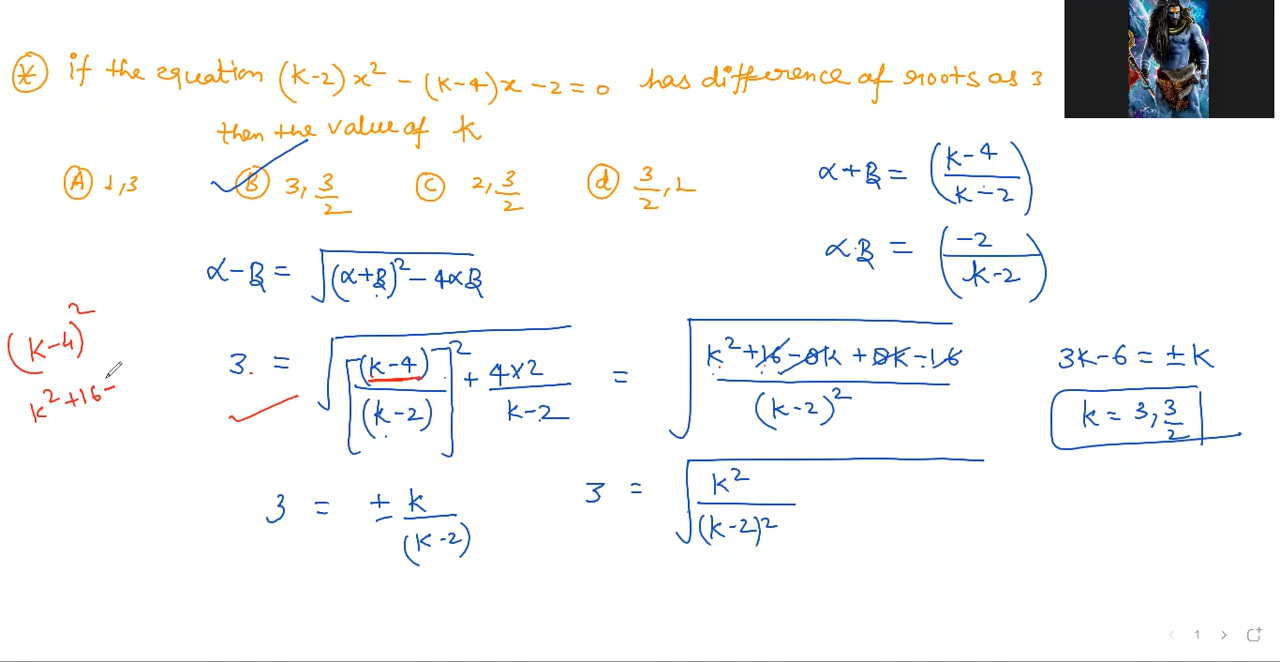 * if the equation (k-2)x² - (k-4)x - 2 = 0 has difference of roots as 3
then the value of k
A 1,3 B 3, 3/2 C 2, 3/2 d 3/2, 1
α+β = ((k-4)/(k-2))
αβ = (-2/(k-2))
α-β = √((α+β)² - 4αβ)
(k-4)²
k²+16-
3 = √([(k-4)/(k-2)]² + 4×2/(k-2)) = √((k²+16-8k+8k-16)/(k-2)²)
3 = √(k²/(k-2)²)
3 = ± k/(k-2)
3k-6 = ±k
k = 3, 3/2
1